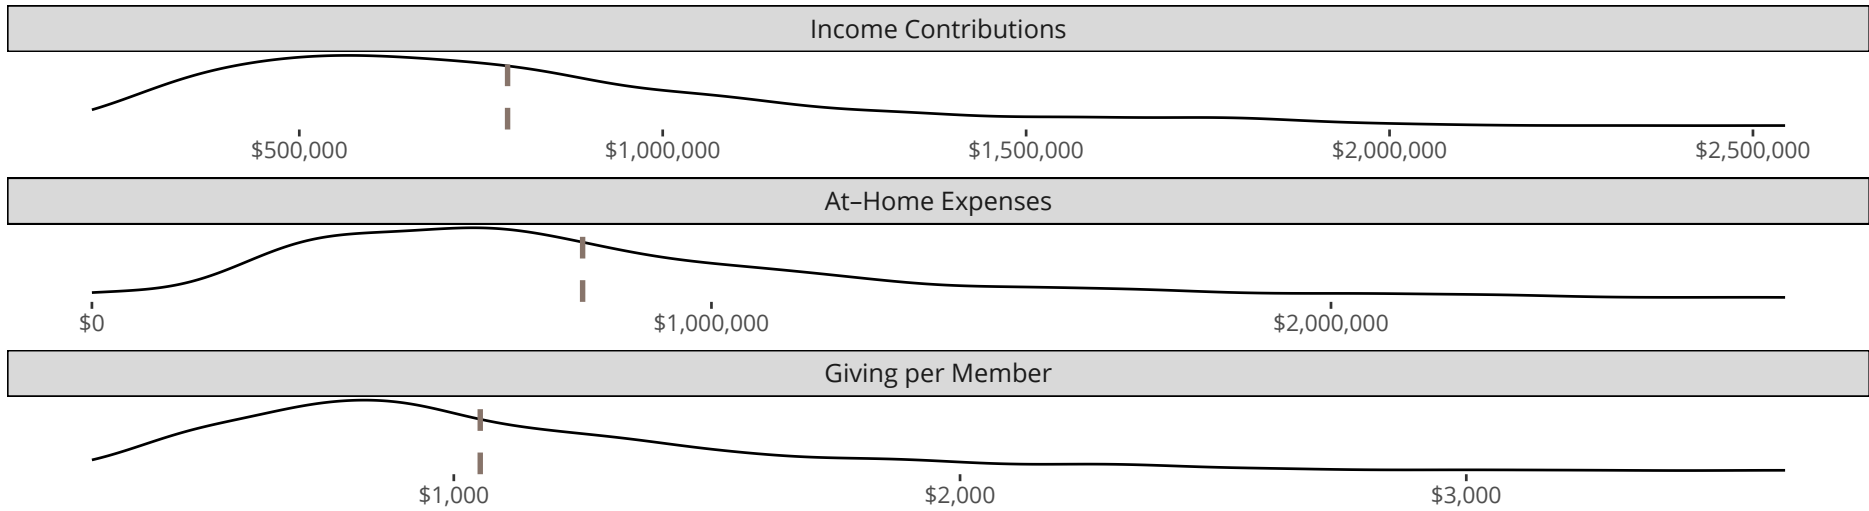 Income Contributions
$500,000 $1,000,000 $1,500,000 $2,000,000 $2,500,000
At–Home Expenses
$0 $1,000,000 $2,000,000
Giving per Member
$1,000 $2,000 $3,000